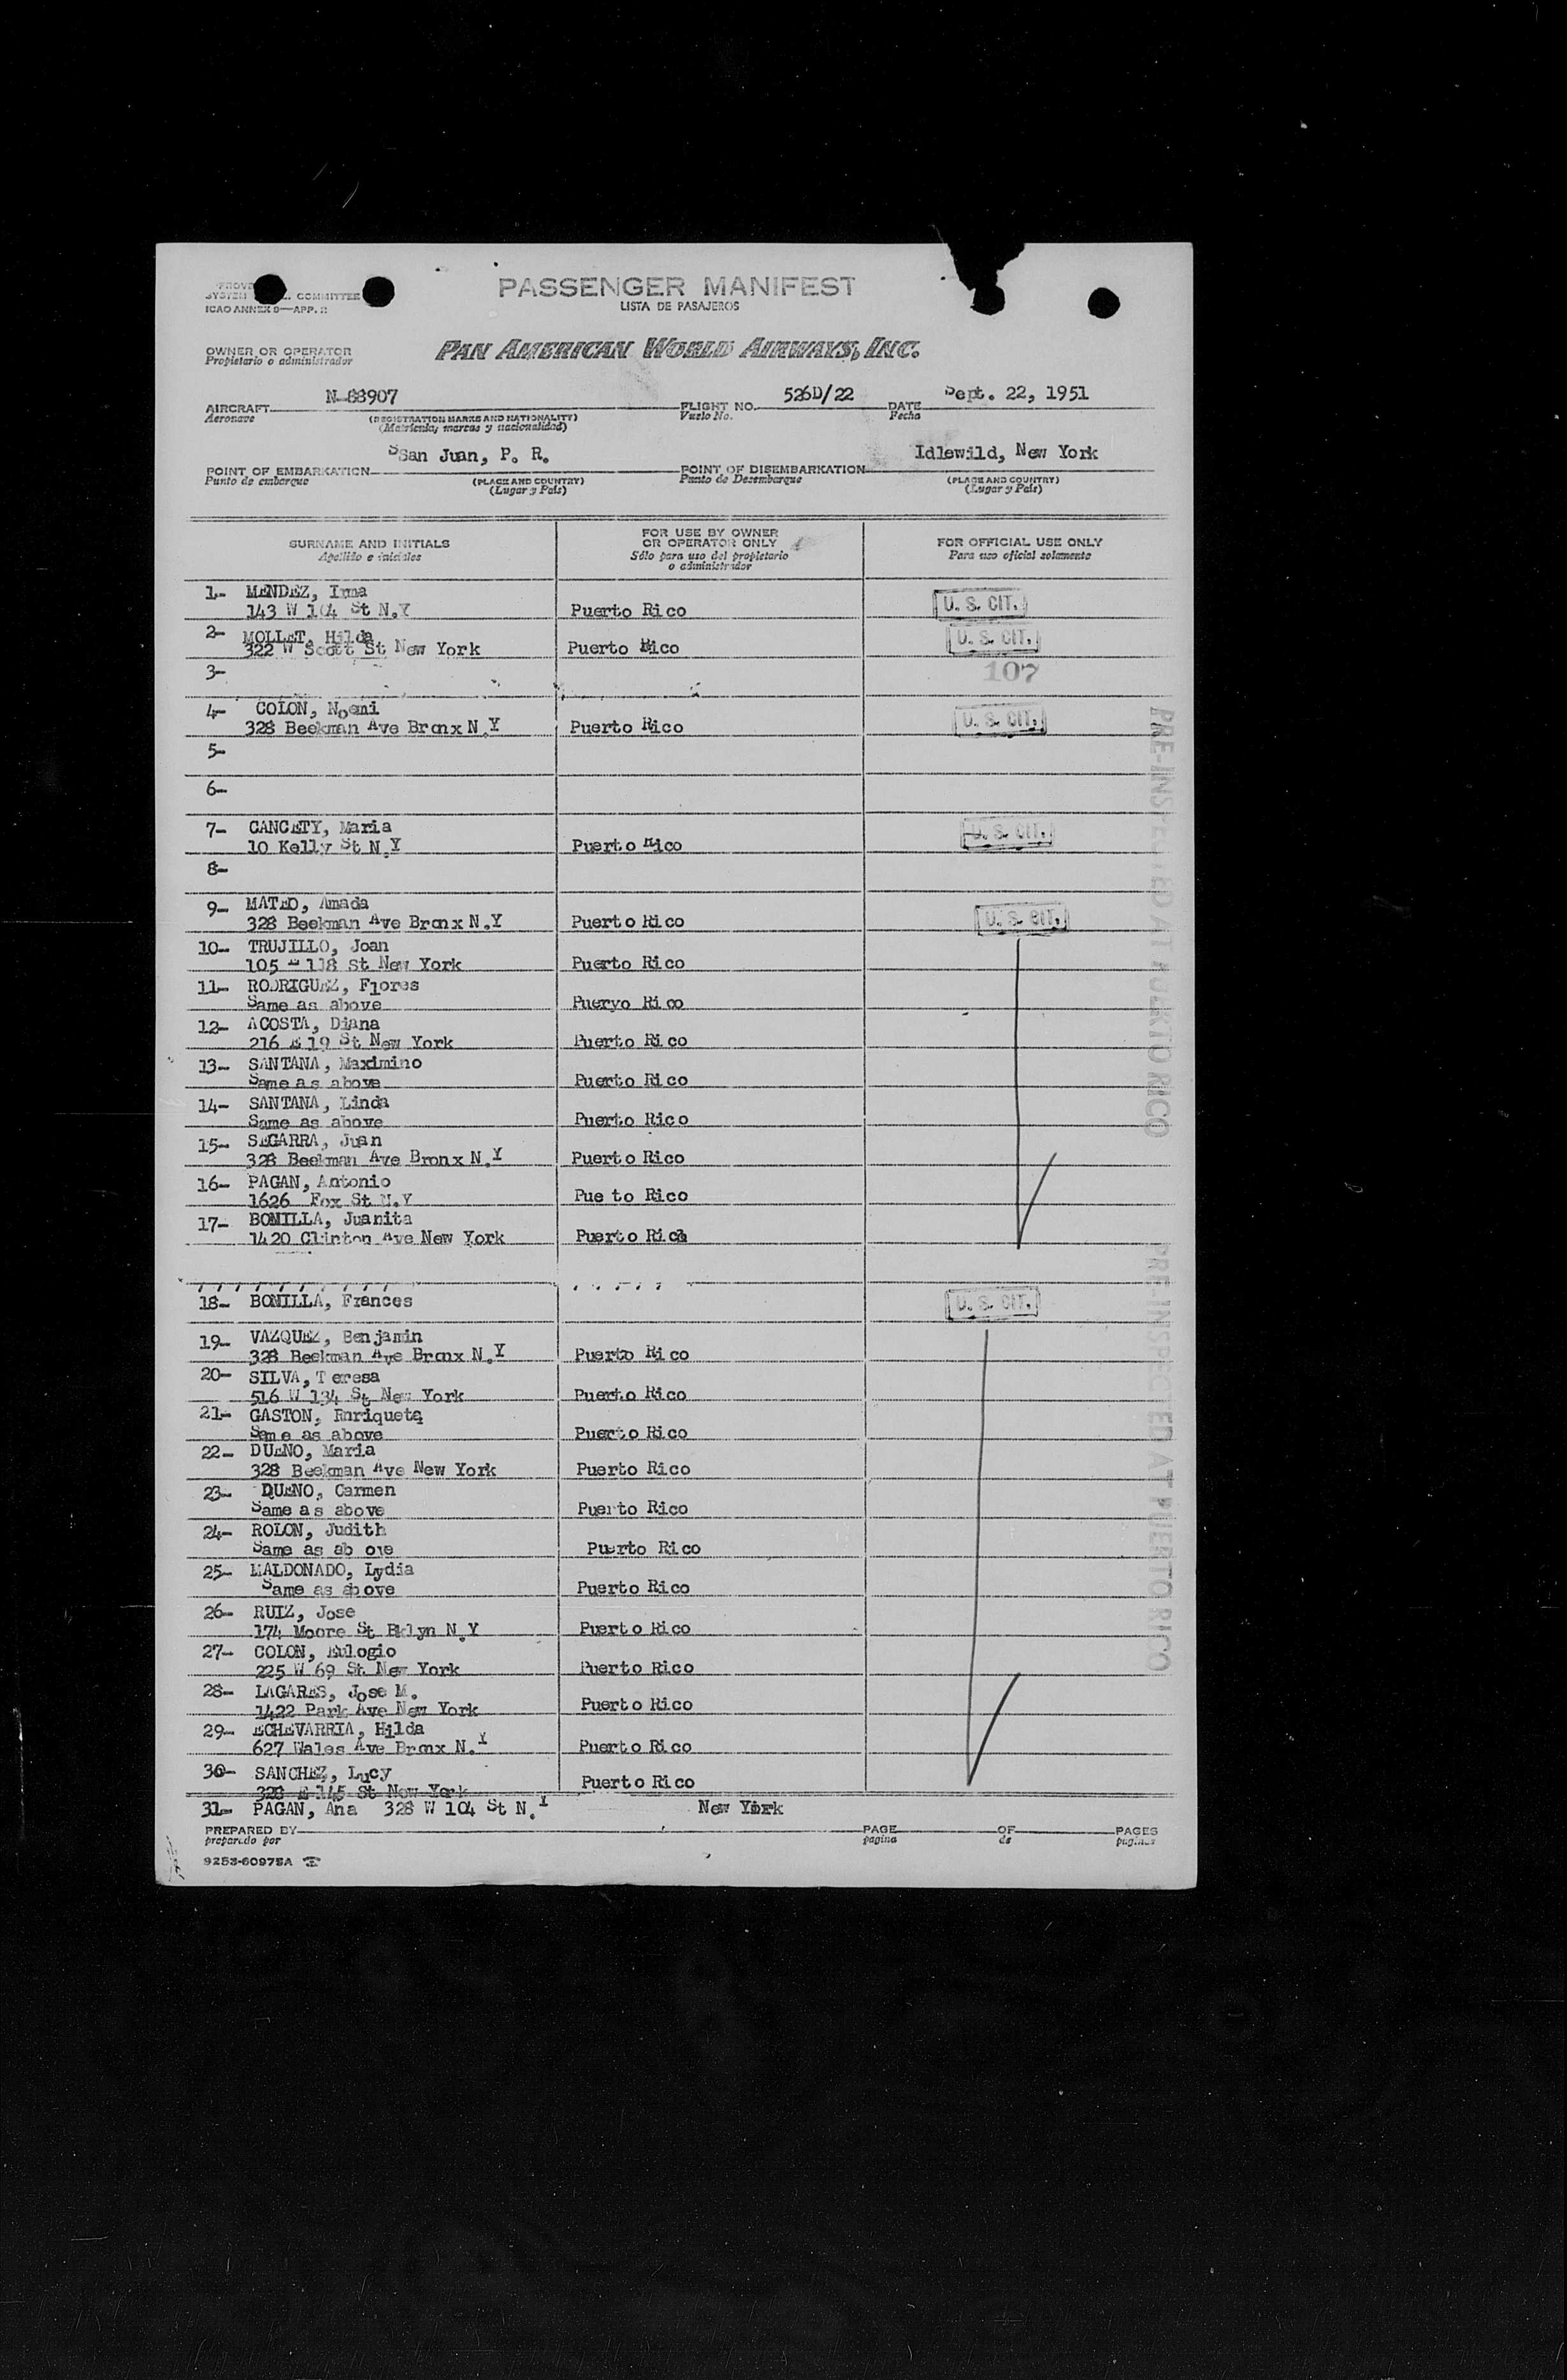 PASSENGER MANIFEST
LISTA DE PASAJEROS
SYSTEM COMMITTEE
ICAO ANNEX 9—APP. 2
OWNER OR OPERATOR
Propietario o administrador
PAN AMERICAN WORLD AIRWAYS, INC.
AIRCRAFT N-88907 FLIGHT NO. 526D/22 DATE Sept. 22, 1951
Aeronave (REGISTRATION MARKS AND NATIONALITY) Vuelo No. Fecha
(Matricula, marcas y nacionalidad)
SSan Juan, P. R. Idlewild, New York
POINT OF EMBARKATION POINT OF DISEMBARKATION
Punto de embarque (PLACE AND COUNTRY) Punto de Desembarque (PLACE AND COUNTRY)
(Lugar y País) (Lugar y País)
SURNAME AND INITIALS
Apellido e iniciales
FOR USE BY OWNER
OR OPERATOR ONLY
Sólo para uso del propietario
o administrador
FOR OFFICIAL USE ONLY
Para uso oficial solamente
1- MENDEZ, Irma
143 W 104 St N.Y Puerto Rico U. S. CIT.
2- MOLLET, Hilda
322 W Scott St New York Puerto Rico U. S. CIT.
3- 107
4- COLON, Noemi
328 Beekman Ave Bronx N.Y Puerto Rico U. S. CIT.
5-
6-
7- CANCETY, Maria
10 Kelly St N.Y Puerto Rico U. S. CIT.
8-
9- MATEO, Amada
328 Beekman Ave Bronx N.Y Puerto Rico U. S. CIT.
10- TRUJILLO, Joan
105 E 118 St New York Puerto Rico
11- RODRIGUEZ, Flores
Same as above Pueryo Rico
12- ACOSTA, Diana
216 E 19 St New York Puerto Rico
13- SANTANA, Maximino
Same as above Puerto Rico
14- SANTANA, Linda
Same as above Puerto Rico
15- SEGARRA, Juan
328 Beekman Ave Bronx N.Y Puerto Rico
16- PAGAN, Antonio
1626 Fox St N.Y Pue to Rico
17- BONILLA, Juanita
1420 Clinton Ave New York Puerto Rico
18- BONILLA, Frances U. S. CIT.
19- VAZQUEZ, Benjamin
328 Beekman Ave Bronx N.Y Puerto Rico
20- SILVA, Teresa
516 W 134 St New York Puerto Rico
21- GASTON, Enriqueta
Same as above Puerto Rico
22- DUENO, Maria
328 Beekman Ave New York Puerto Rico
23- DUENO, Carmen
Same as above Puerto Rico
24- ROLON, Judith
Same as ab ove Puerto Rico
25- MALDONADO, Lydia
Same as above Puerto Rico
26- RUIZ, Jose
174 Moore St Bklyn N.Y Puerto Rico
27- COLON, Eulogio
225 W 69 St New York Puerto Rico
28- LAGARES, Jose M.
1422 Park Ave New York Puerto Rico
29- ECHEVARRIA, Hilda
627 Wales Ave Bronx N.Y Puerto Rico
30- SANCHEZ, Lucy
328 E 145 St New York Puerto Rico
31- PAGAN, Ana 328 W 104 St N.Y New York
PREPARED BY PAGE OF PAGES
preparado por pagina de paginas
9253-60975A
PRE-INSPECTED AT PUERTO RICO
PRE-INSPECTED AT PUERTO RICO